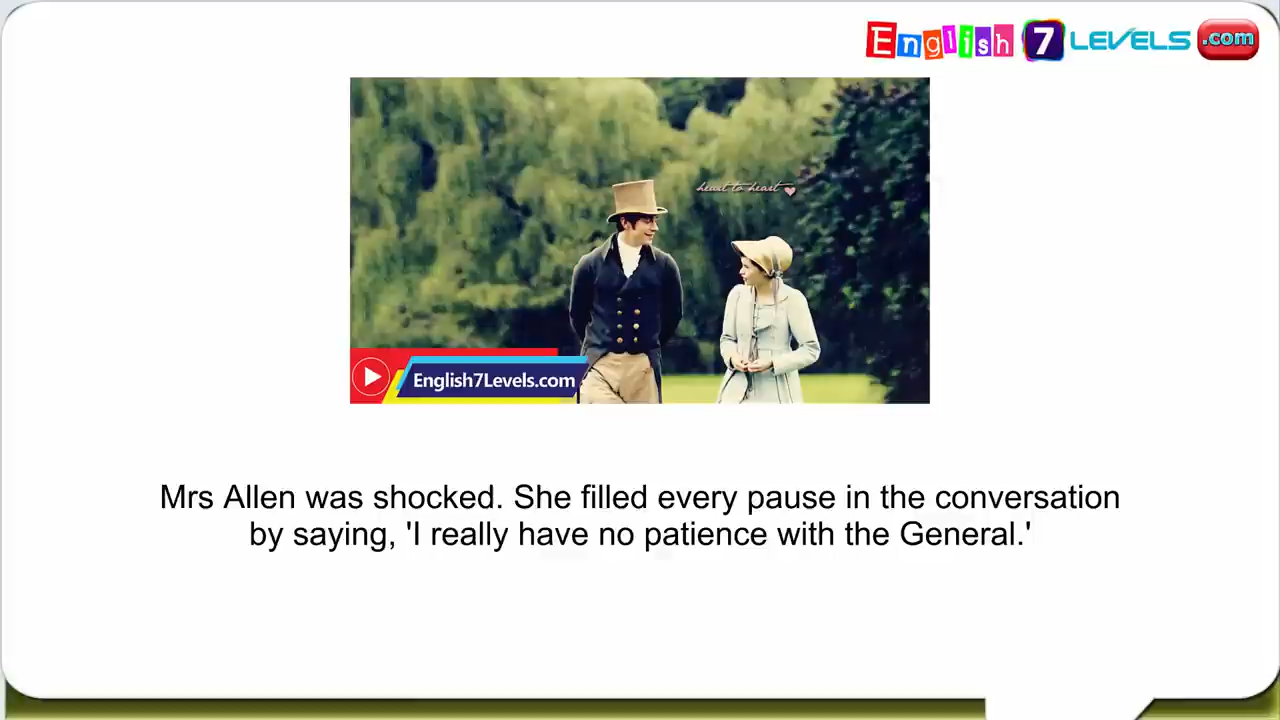 English 7 LEVELS .com
heart to heart
English7Levels.com
Mrs Allen was shocked. She filled every pause in the conversation
by saying, 'I really have no patience with the General.'